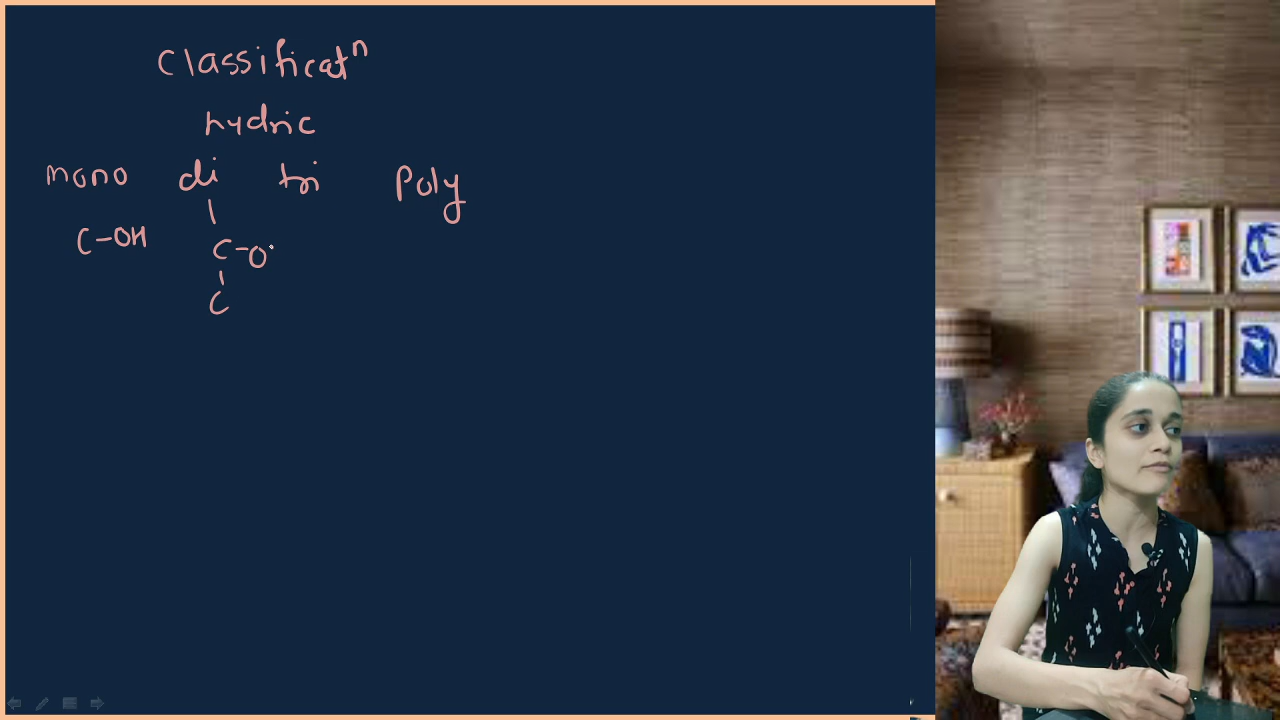 Classificatⁿ
hydric
mono di tri Poly
C-OH C-O
C